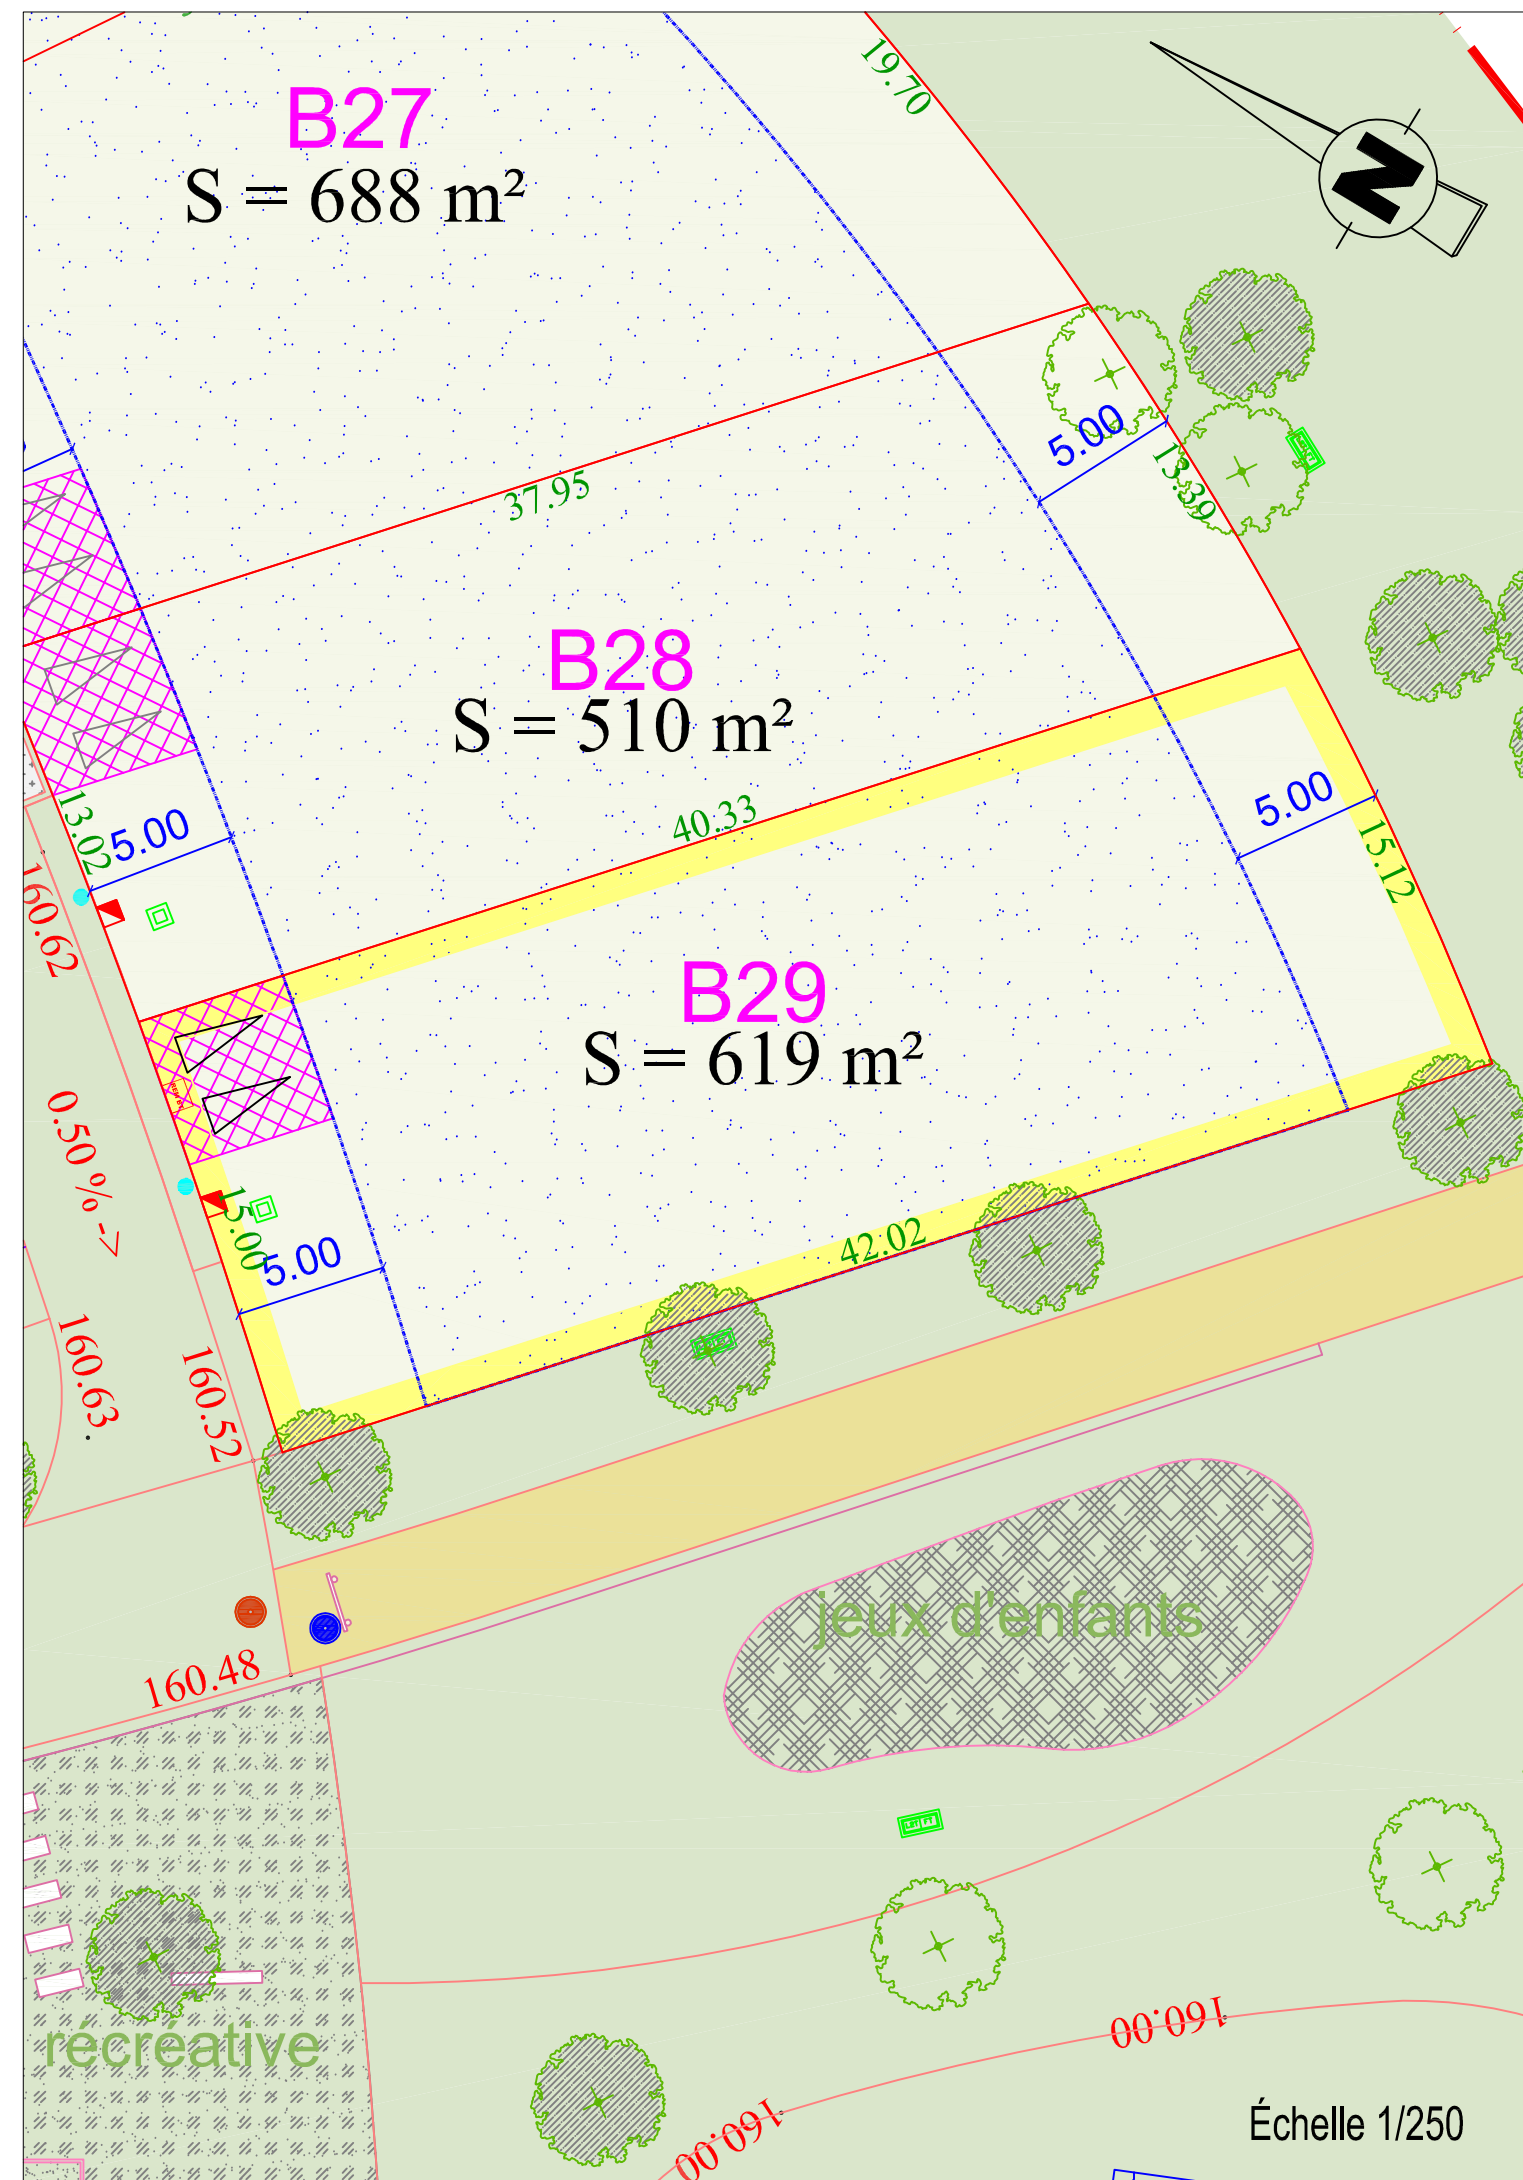 19.70
B27
S = 688 m²
N
5.00
13.39
37.95
B28
S = 510 m²
13.02
5.00
40.33
5.00
15.12
160.62
B29
S = 619 m²
0.50 % ->
15.00
5.00
42.02
160.63.
160.52
jeux d'enfants
160.48
récréative
160.00
160.00
Échelle 1/250